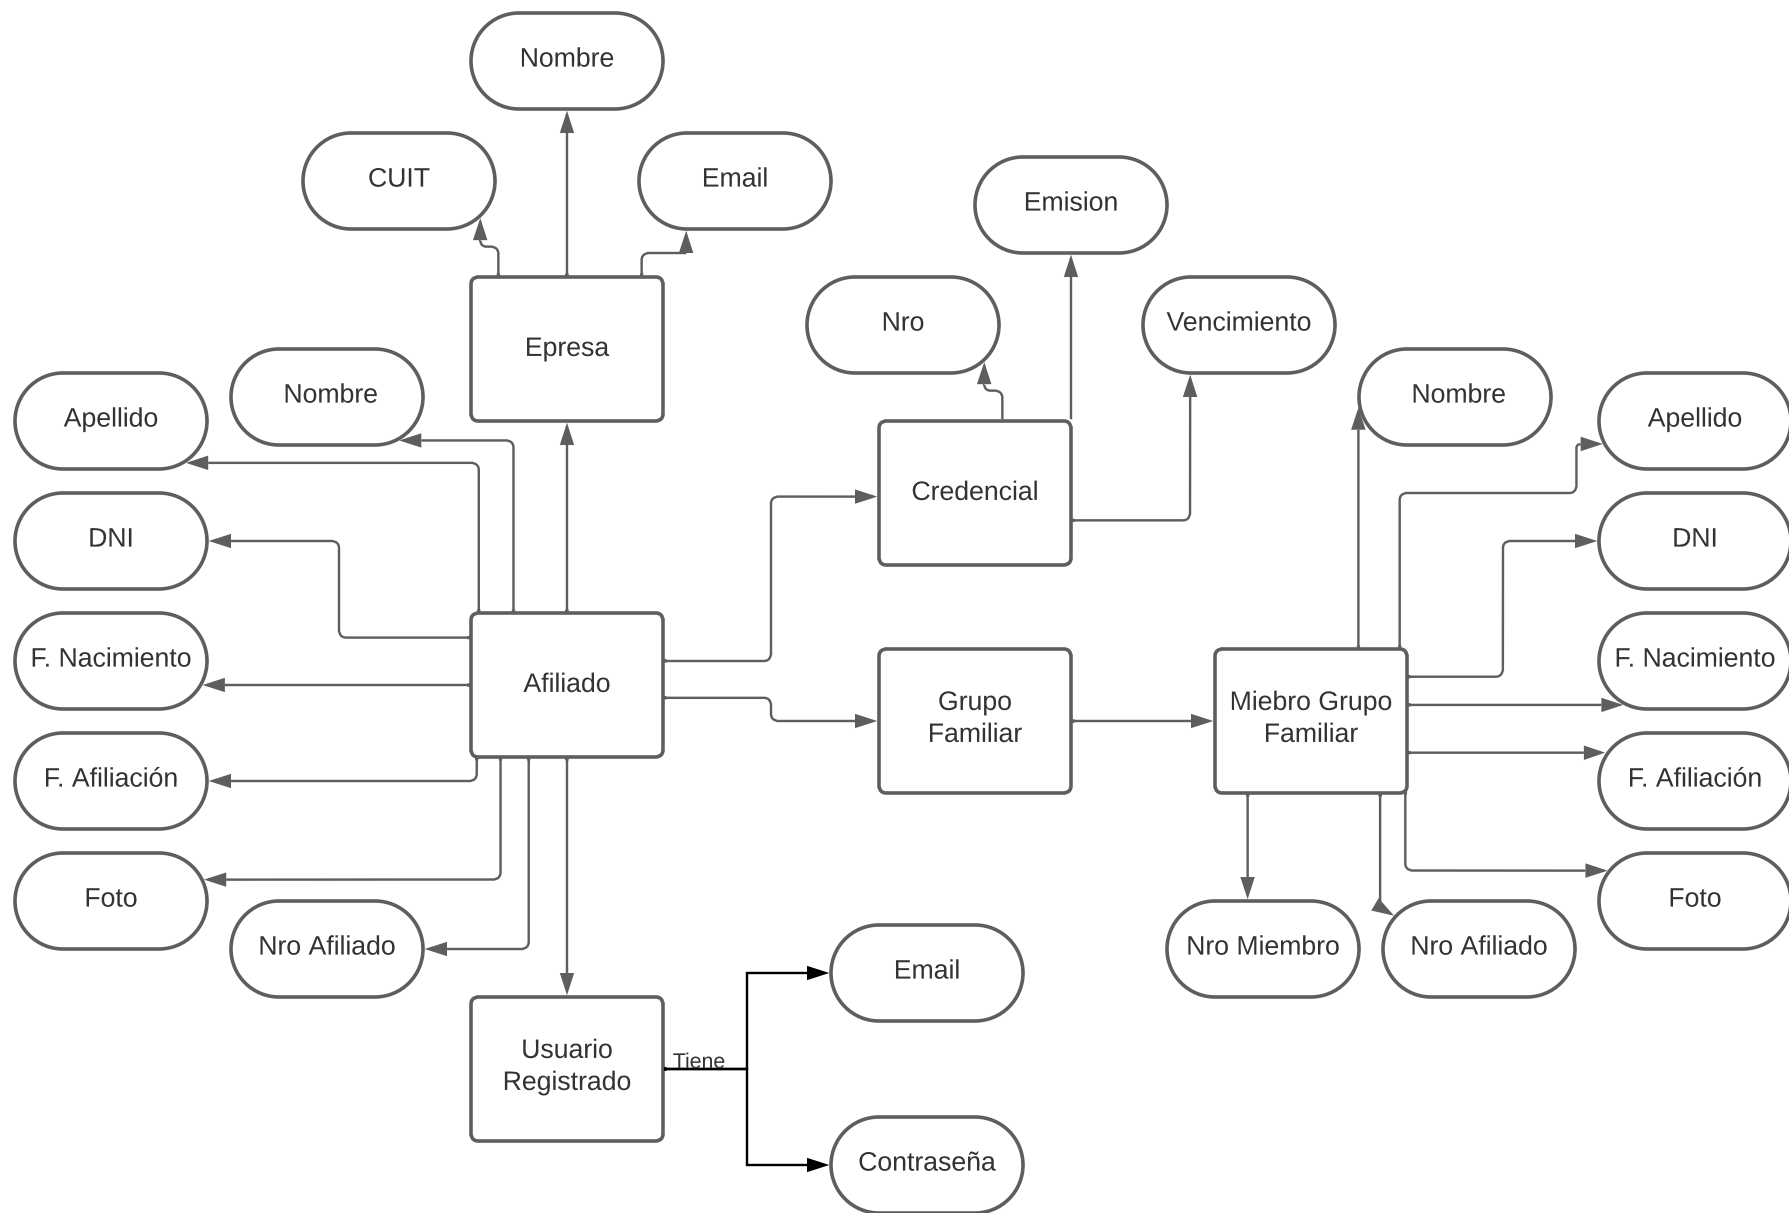 Nombre
CUIT
Email
Emision
Nro
Vencimiento
Epresa
Nombre
Apellido
Nombre
Apellido
Credencial
DNI
DNI
F. Nacimiento
Afiliado
F. Nacimiento
Grupo
Familiar
Miebro Grupo
Familiar
F. Afiliación
F. Afiliación
Foto
Foto
Nro Afiliado
Nro Miembro
Nro Afiliado
Email
Usuario
Registrado
Tiene
Contraseña